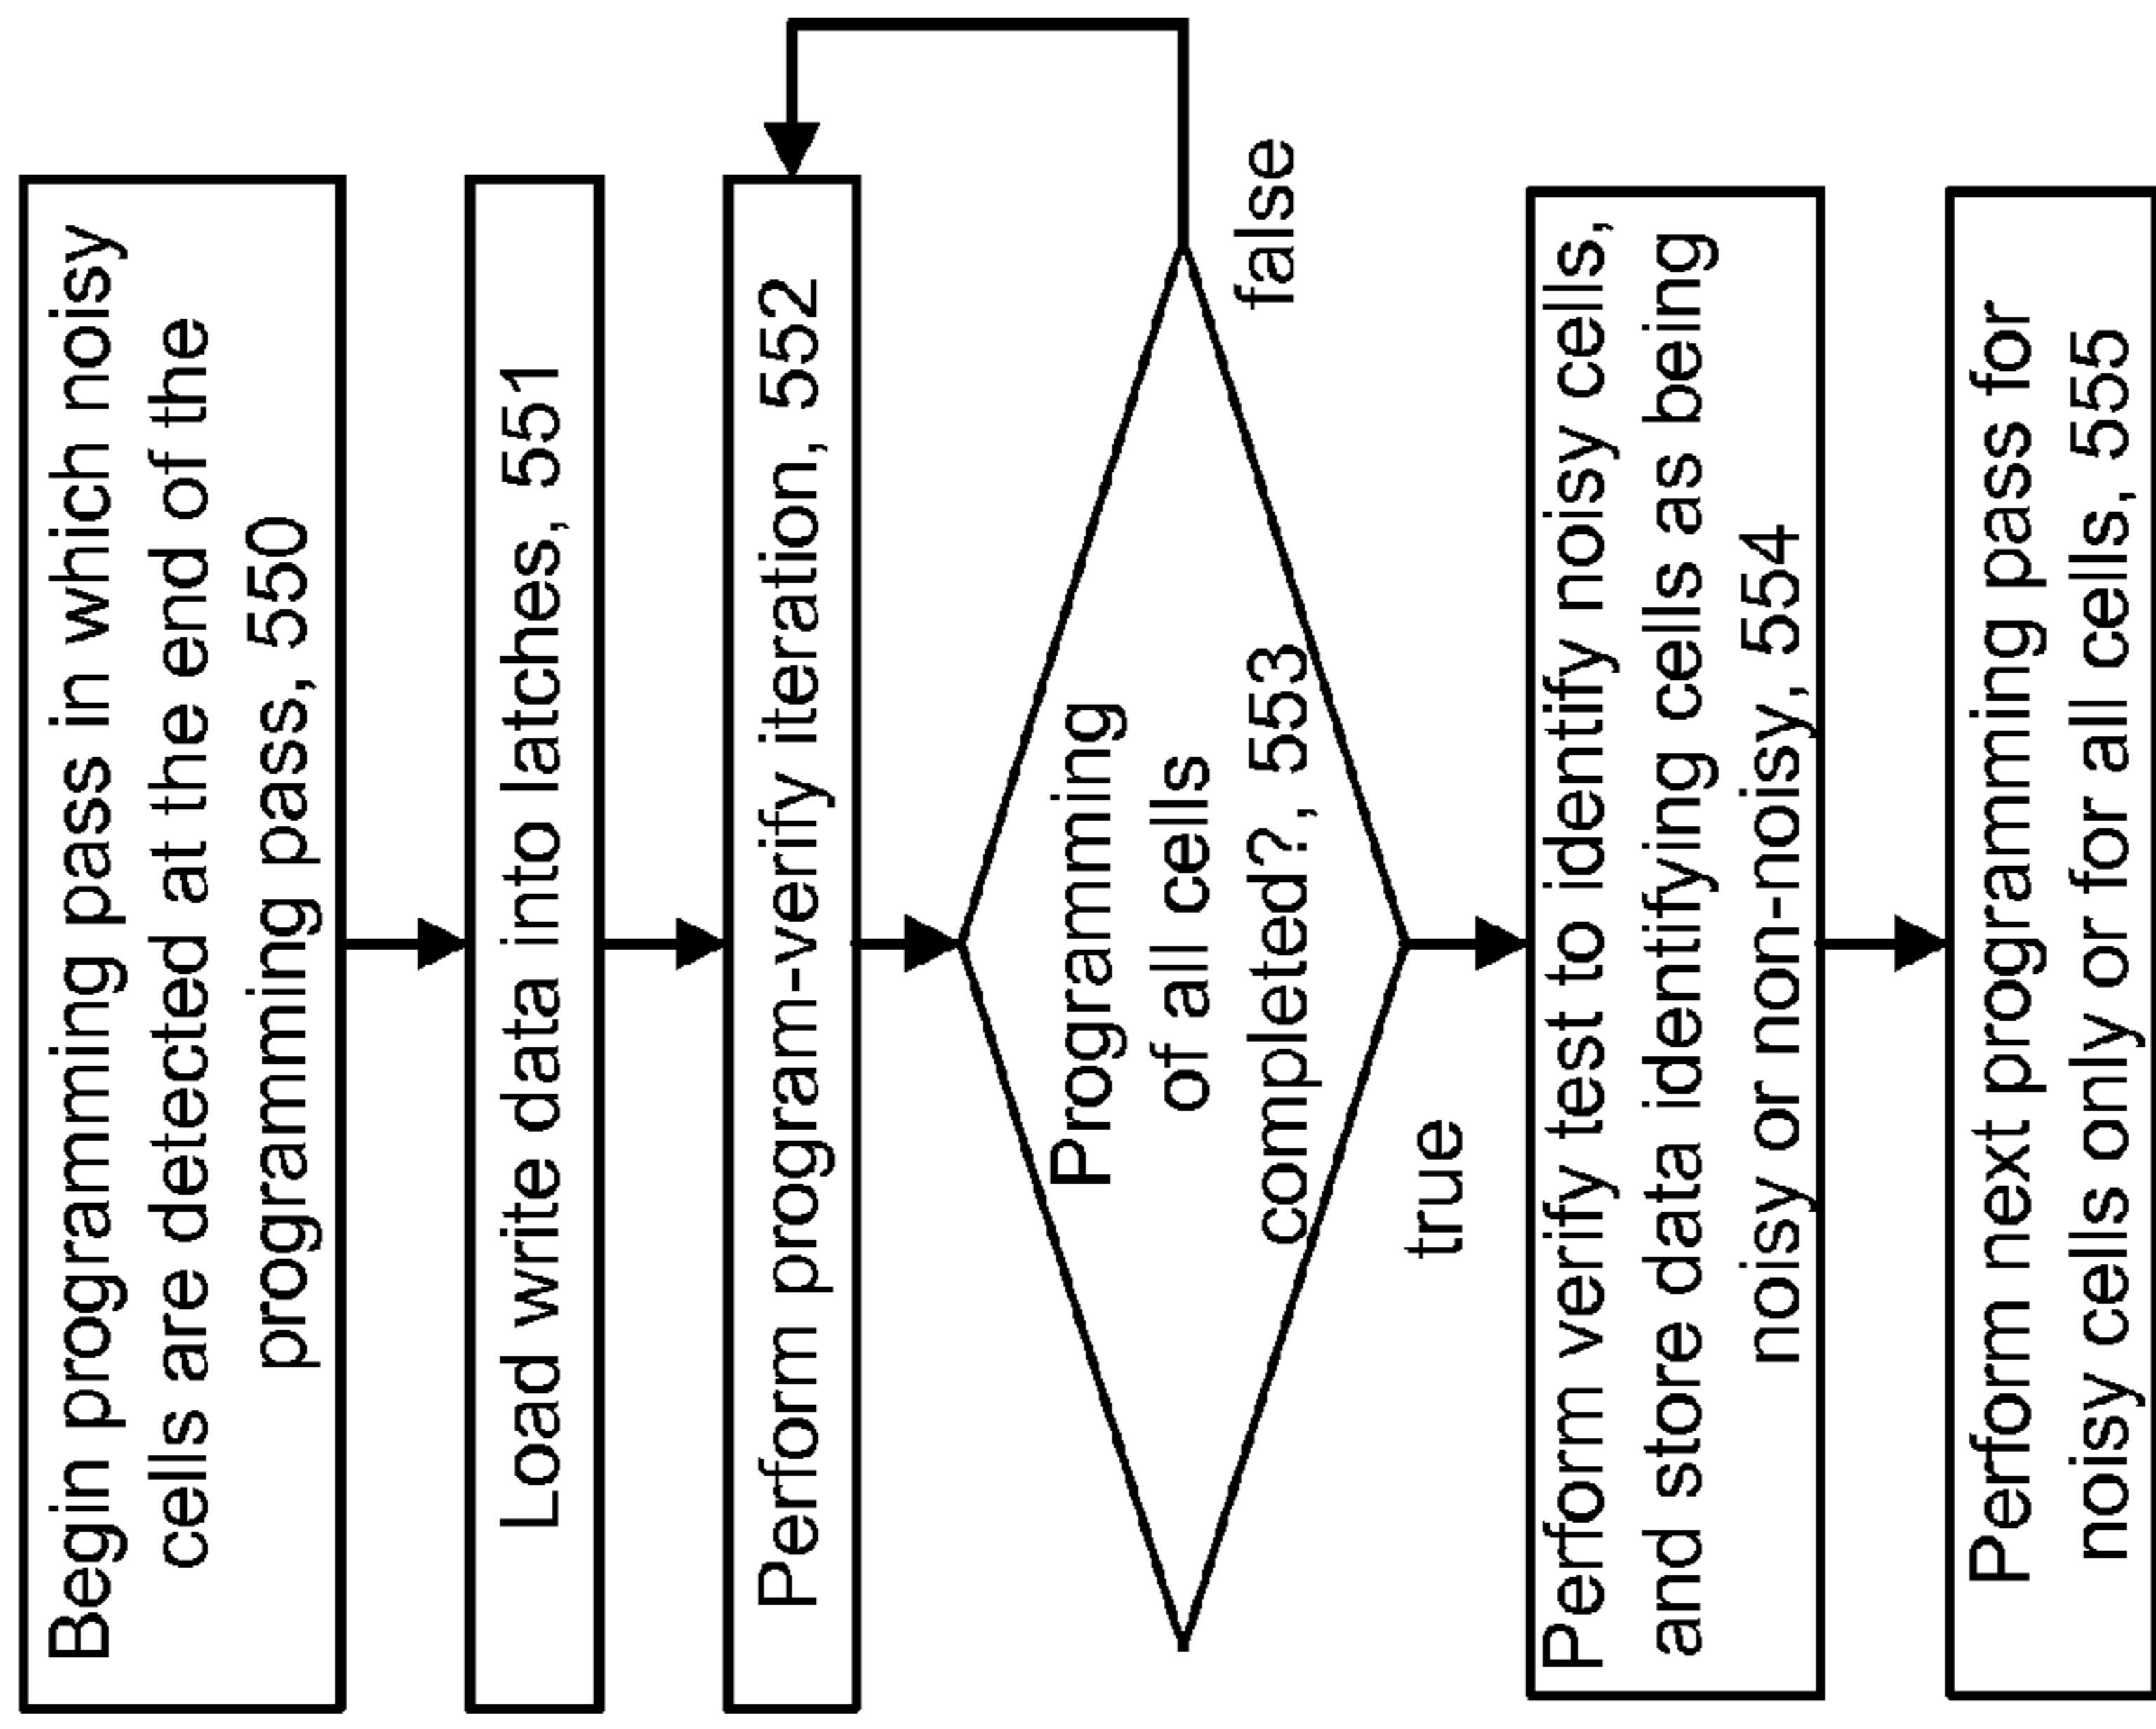 Begin programming pass in which noisy
cells are detected at the end of the
programming pass, 550
Load write data into latches, 551
Perform program-verify iteration, 552
Programming
of all cells
completed?, 553
false
true
Perform verify test to identify noisy cells,
and store data identifying cells as being
noisy or non-noisy, 554
Perform next programming pass for
noisy cells only or for all cells, 555